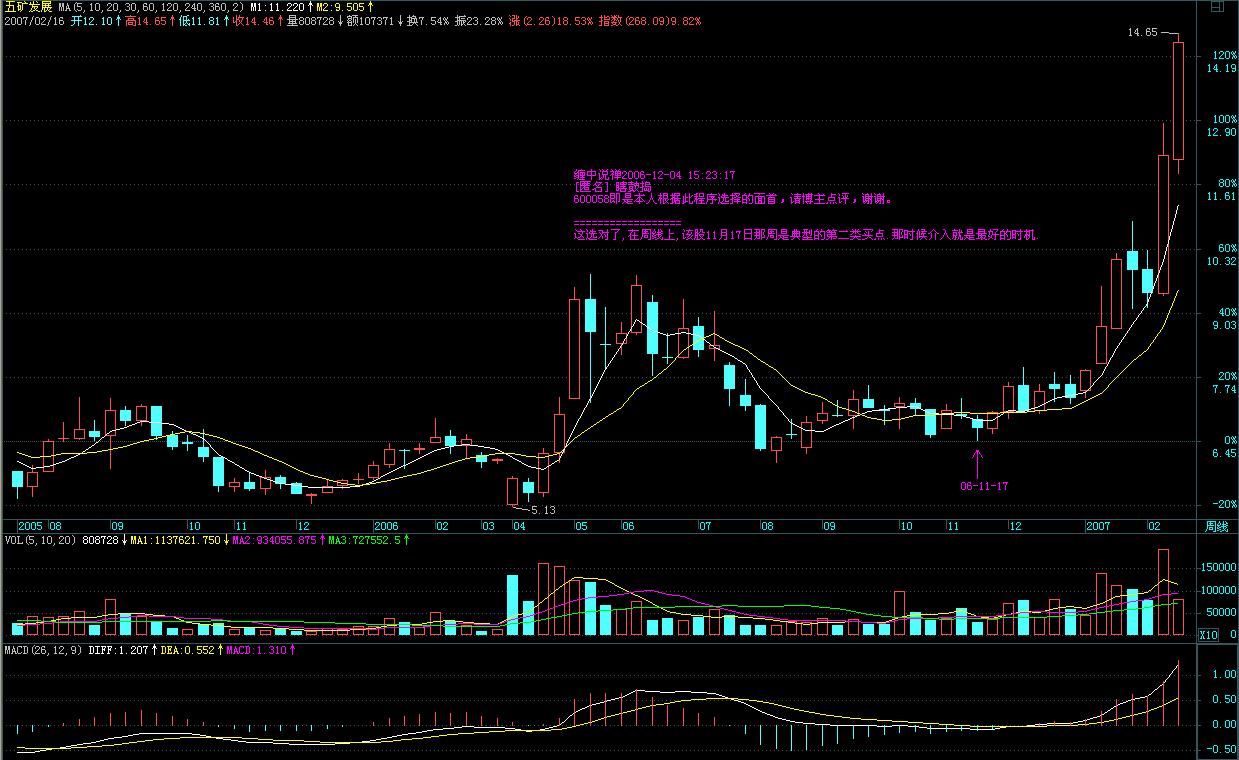 五矿发展 MA(5,10,20,30,60,120,240,360,2) M1:11.220↑M2:9.505↑
2007/02/16 开12.10↑高14.65↑低11.81↑收14.46↑量808728↓额107371↓换7.54% 振23.28% 涨(2.26)18.53% 指数(268.09)9.82%
14.65
120%
14.19
100%
12.90
80%
11.61
60%
10.32
40%
9.03
20%
7.74
0%
6.45
-20%
缠中说禅2006-12-04 15:23:17
[匿名] 瞎鼓捣
600058即是本人根据此程序选择的面首，请博主点评，谢谢。
==================
这选对了,在周线上,该股11月17日那周是典型的第二类买点.那时候介入就是最好的时机.
06-11-17
5.13
2005 08 09 10 11 12 2006 02 03 04 05 06 07 08 09 10 11 12 2007 02 周线
VOL(5,10,20) 808728↓MA1:1137621.750↓MA2:934055.875↑MA3:727552.5↑
150000
100000
50000
X10 0
MACD(26,12,9) DIFF:1.207↑DEA:0.552↑MACD:1.310↑
1.00
0.50
0.00
-0.50